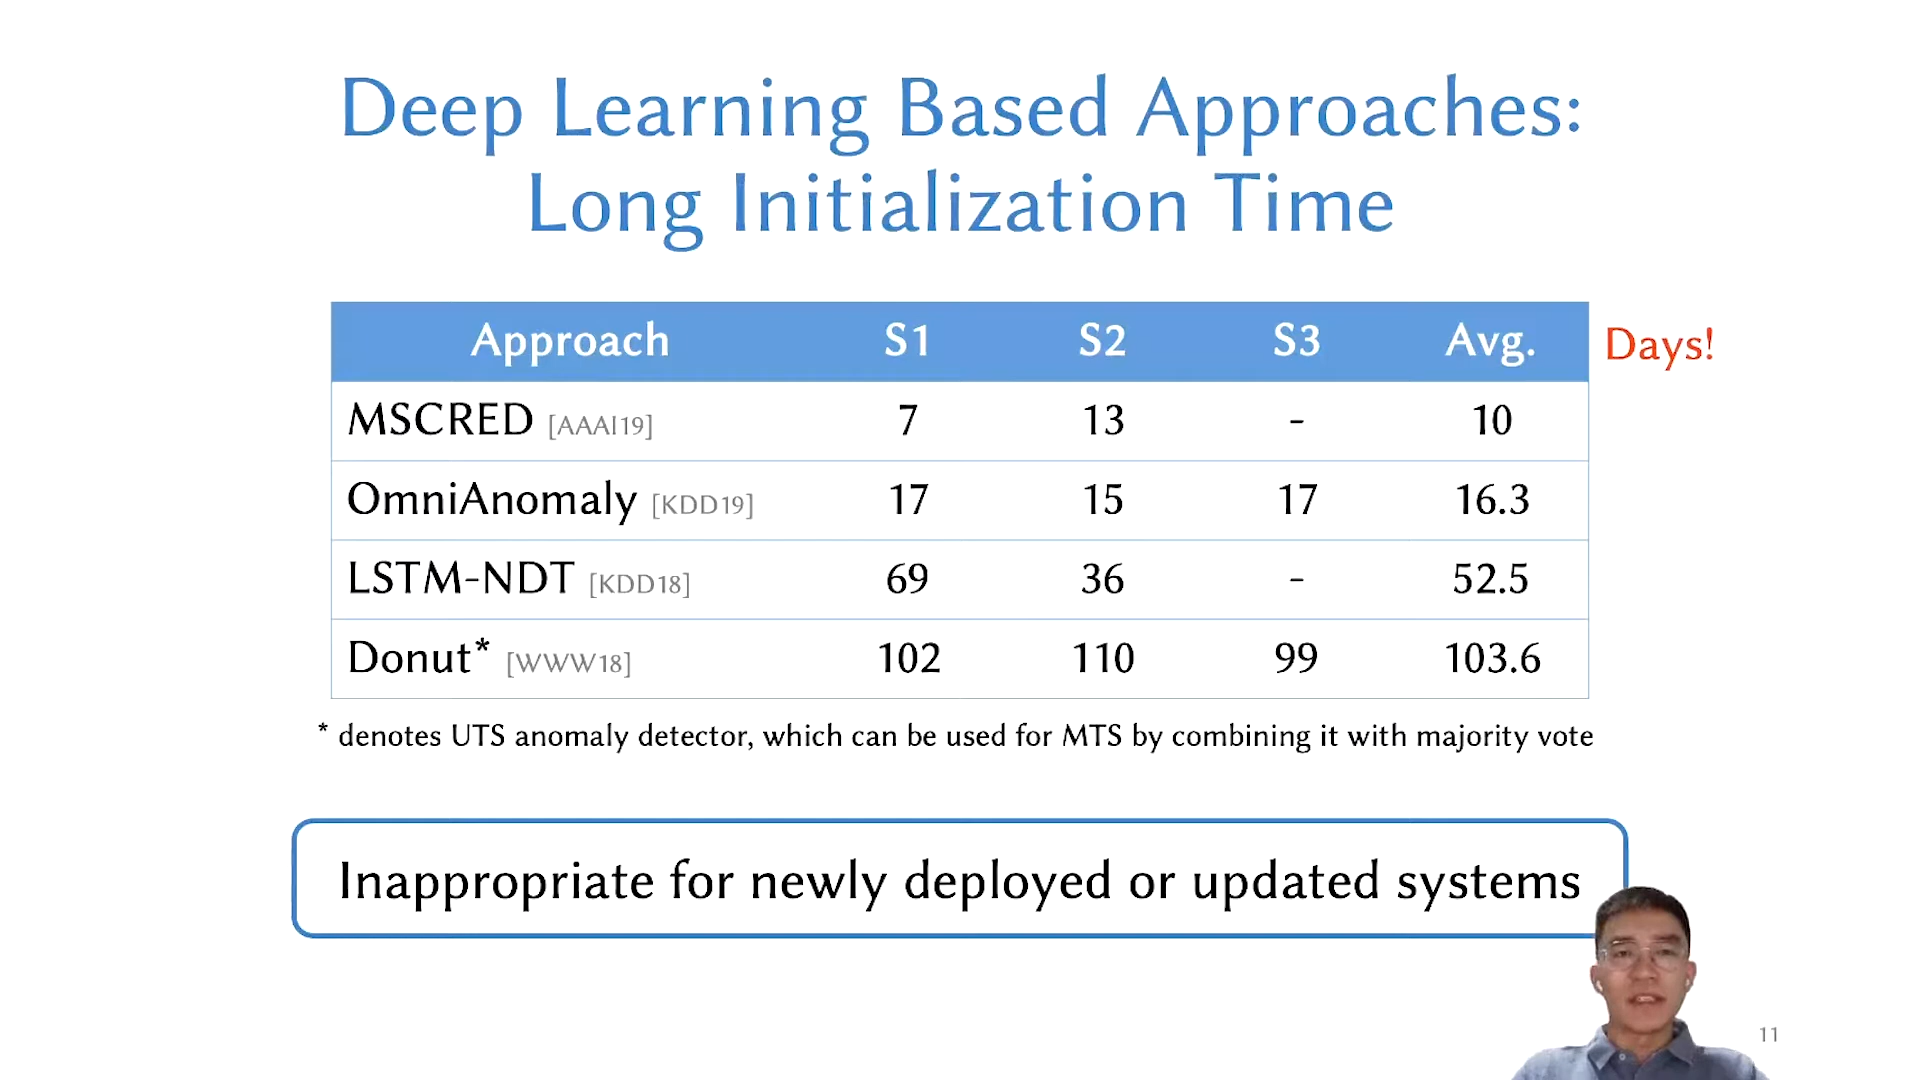 Deep Learning Based Approaches:
Long Initialization Time
Approach S1 S2 S3 Avg. Days!
MSCRED [AAAI19] 7 13 - 10
OmniAnomaly [KDD19] 17 15 17 16.3
LSTM-NDT [KDD18] 69 36 - 52.5
Donut* [WWW18] 102 110 99 103.6
* denotes UTS anomaly detector, which can be used for MTS by combining it with majority vote
Inappropriate for newly deployed or updated systems
11